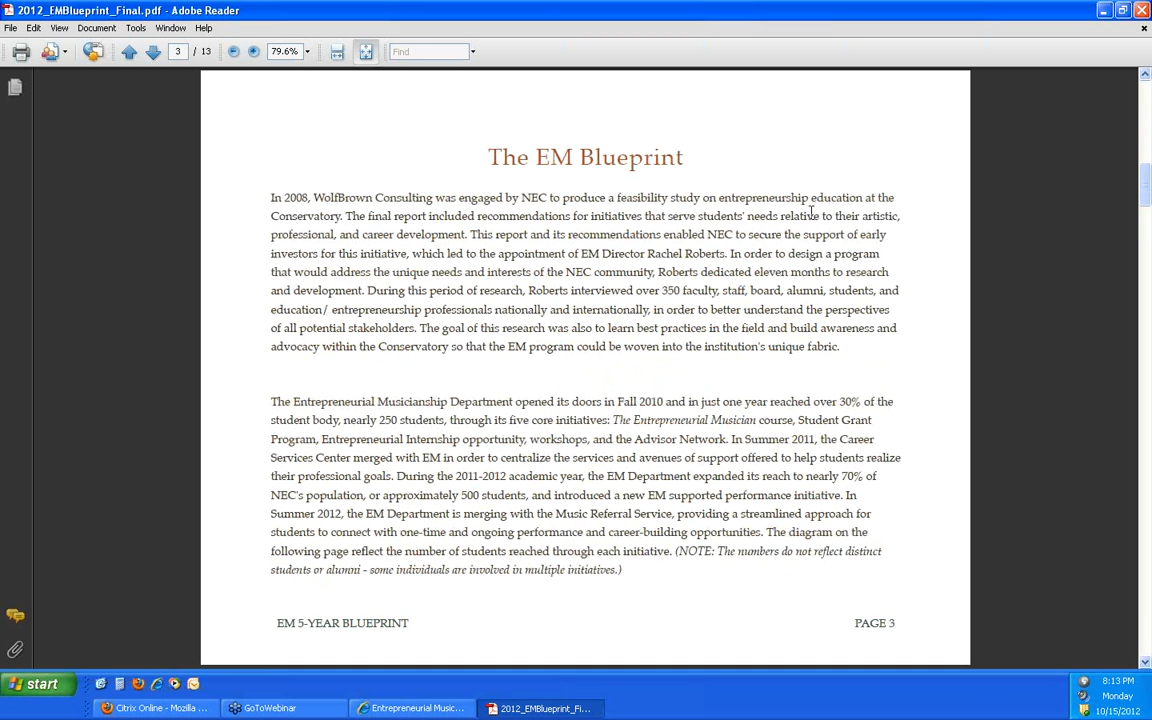 2012_EMBlueprint_Final.pdf - Adobe Reader
File Edit View Document Tools Window Help
3 / 13 79.6% Find
The EM Blueprint
In 2008, WolfBrown Consulting was engaged by NEC to produce a feasibility study on entrepreneurship education at the
Conservatory. The final report included recommendations for initiatives that serve students' needs relative to their artistic,
professional, and career development. This report and its recommendations enabled NEC to secure the support of early
investors for this initiative, which led to the appointment of EM Director Rachel Roberts. In order to design a program
that would address the unique needs and interests of the NEC community, Roberts dedicated eleven months to research
and development. During this period of research, Roberts interviewed over 350 faculty, staff, board, alumni, students, and
education/ entrepreneurship professionals nationally and internationally, in order to better understand the perspectives
of all potential stakeholders. The goal of this research was also to learn best practices in the field and build awareness and
advocacy within the Conservatory so that the EM program could be woven into the institution's unique fabric.
The Entrepreneurial Musicianship Department opened its doors in Fall 2010 and in just one year reached over 30% of the
student body, nearly 250 students, through its five core initiatives: The Entrepreneurial Musician course, Student Grant
Program, Entrepreneurial Internship opportunity, workshops, and the Advisor Network. In Summer 2011, the Career
Services Center merged with EM in order to centralize the services and avenues of support offered to help students realize
their professional goals. During the 2011-2012 academic year, the EM Department expanded its reach to nearly 70% of
NEC's population, or approximately 500 students, and introduced a new EM supported performance initiative. In
Summer 2012, the EM Department is merging with the Music Referral Service, providing a streamlined approach for
students to connect with one-time and ongoing performance and career-building opportunities. The diagram on the
following page reflect the number of students reached through each initiative. (NOTE: The numbers do not reflect distinct
students or alumni - some individuals are involved in multiple initiatives.)
EM 5-YEAR BLUEPRINT PAGE 3
start
8:13 PM
Monday
10/15/2012
Citrix Online - Mozilla ... GoToWebinar Entrepreneurial Music... 2012_EMBlueprint_Fi...